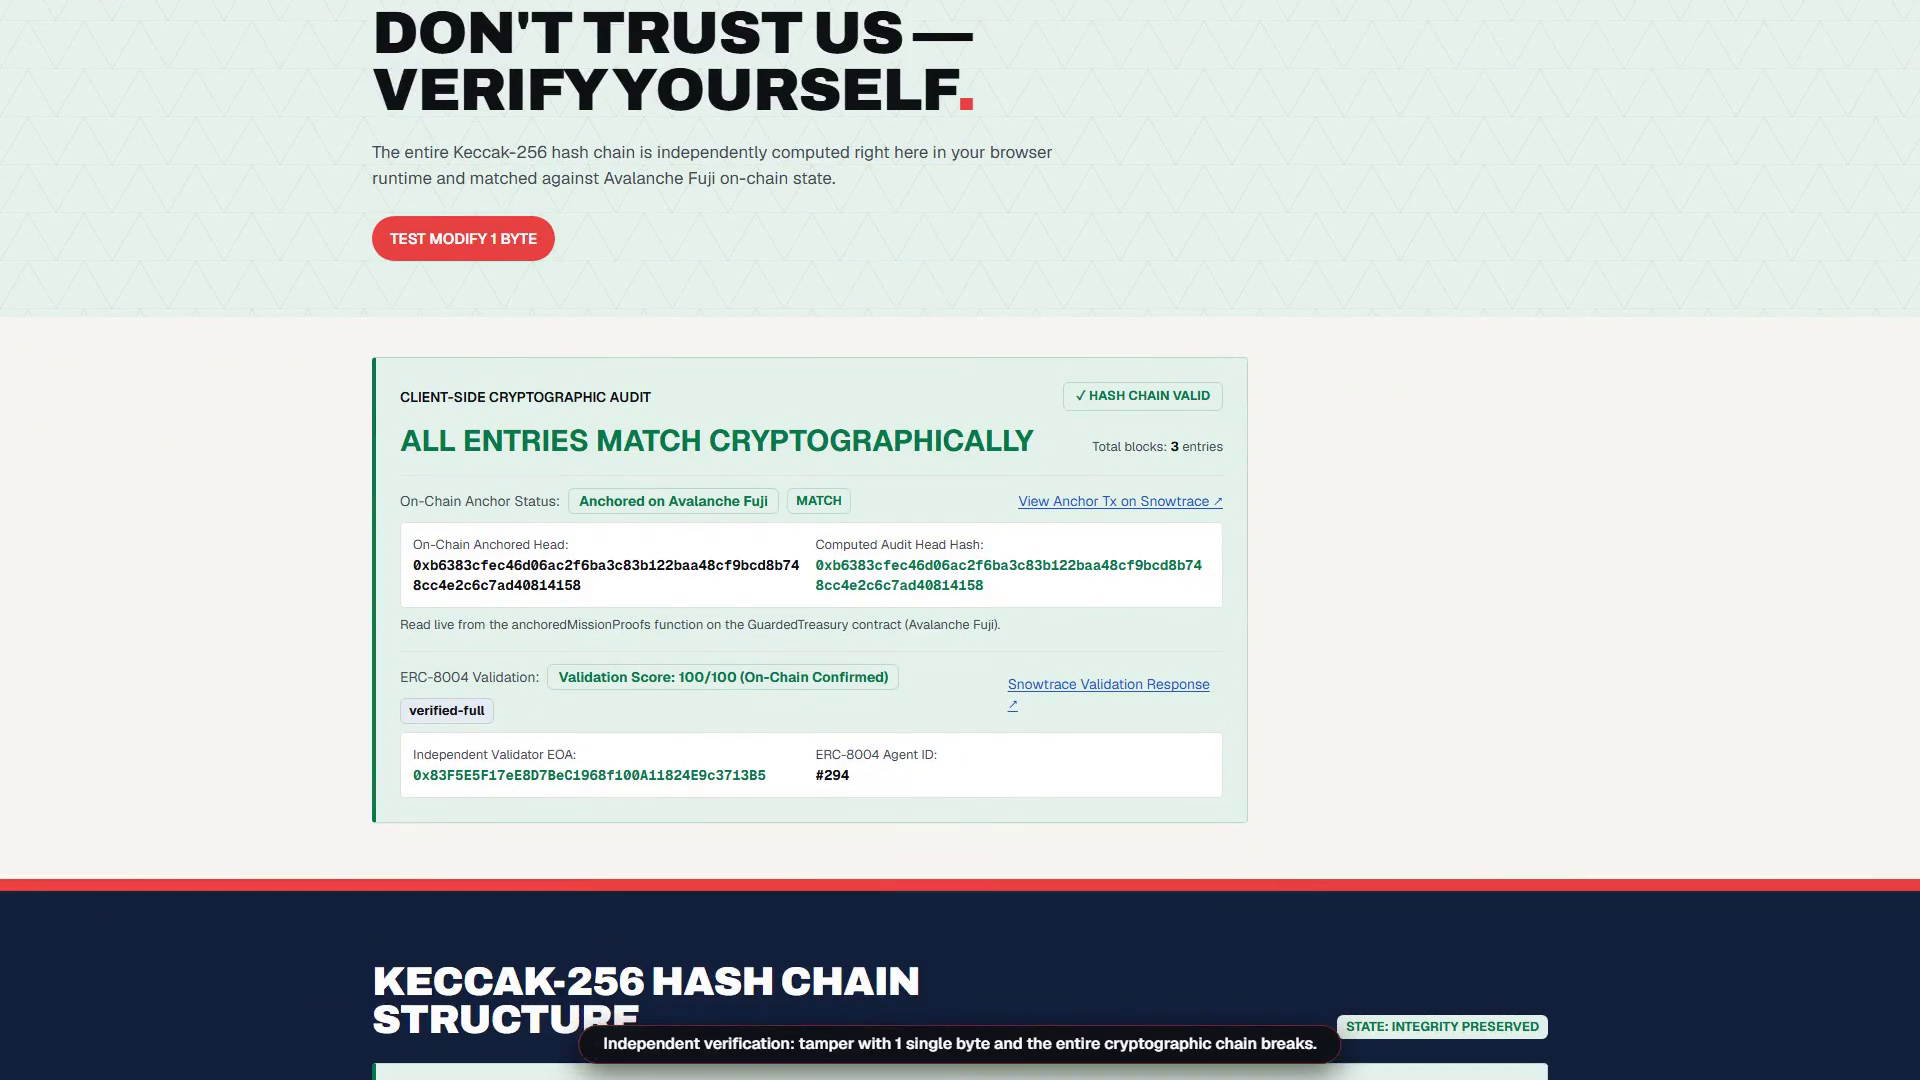 DON'T TRUST US —
VERIFY YOURSELF.
The entire Keccak-256 hash chain is independently computed right here in your browser
runtime and matched against Avalanche Fuji on-chain state.
TEST MODIFY 1 BYTE
CLIENT-SIDE CRYPTOGRAPHIC AUDIT
✓ HASH CHAIN VALID
ALL ENTRIES MATCH CRYPTOGRAPHICALLY
Total blocks: 3 entries
On-Chain Anchor Status: Anchored on Avalanche Fuji MATCH
View Anchor Tx on Snowtrace ↗
On-Chain Anchored Head:
0xb6383cfec46d06ac2f6ba3c83b122baa48cf9bcd8b74
8cc4e2c6c7ad40814158
Computed Audit Head Hash:
0xb6383cfec46d06ac2f6ba3c83b122baa48cf9bcd8b74
8cc4e2c6c7ad40814158
Read live from the anchoredMissionProofs function on the GuardedTreasury contract (Avalanche Fuji).
ERC-8004 Validation: Validation Score: 100/100 (On-Chain Confirmed)
verified-full
Snowtrace Validation Response
↗
Independent Validator EOA:
0x83F5E5F17eE8D7BeC1968f100A11824E9c3713B5
ERC-8004 Agent ID:
#294
KECCAK-256 HASH CHAIN
STRUCTURE
STATE: INTEGRITY PRESERVED
Independent verification: tamper with 1 single byte and the entire cryptographic chain breaks.